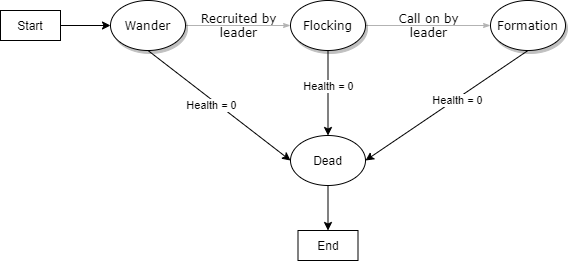 Start
Wander
Recruited by
leader
Flocking
Call on by
leader
Formation
Health = 0
Health = 0
Health = 0
Dead
End